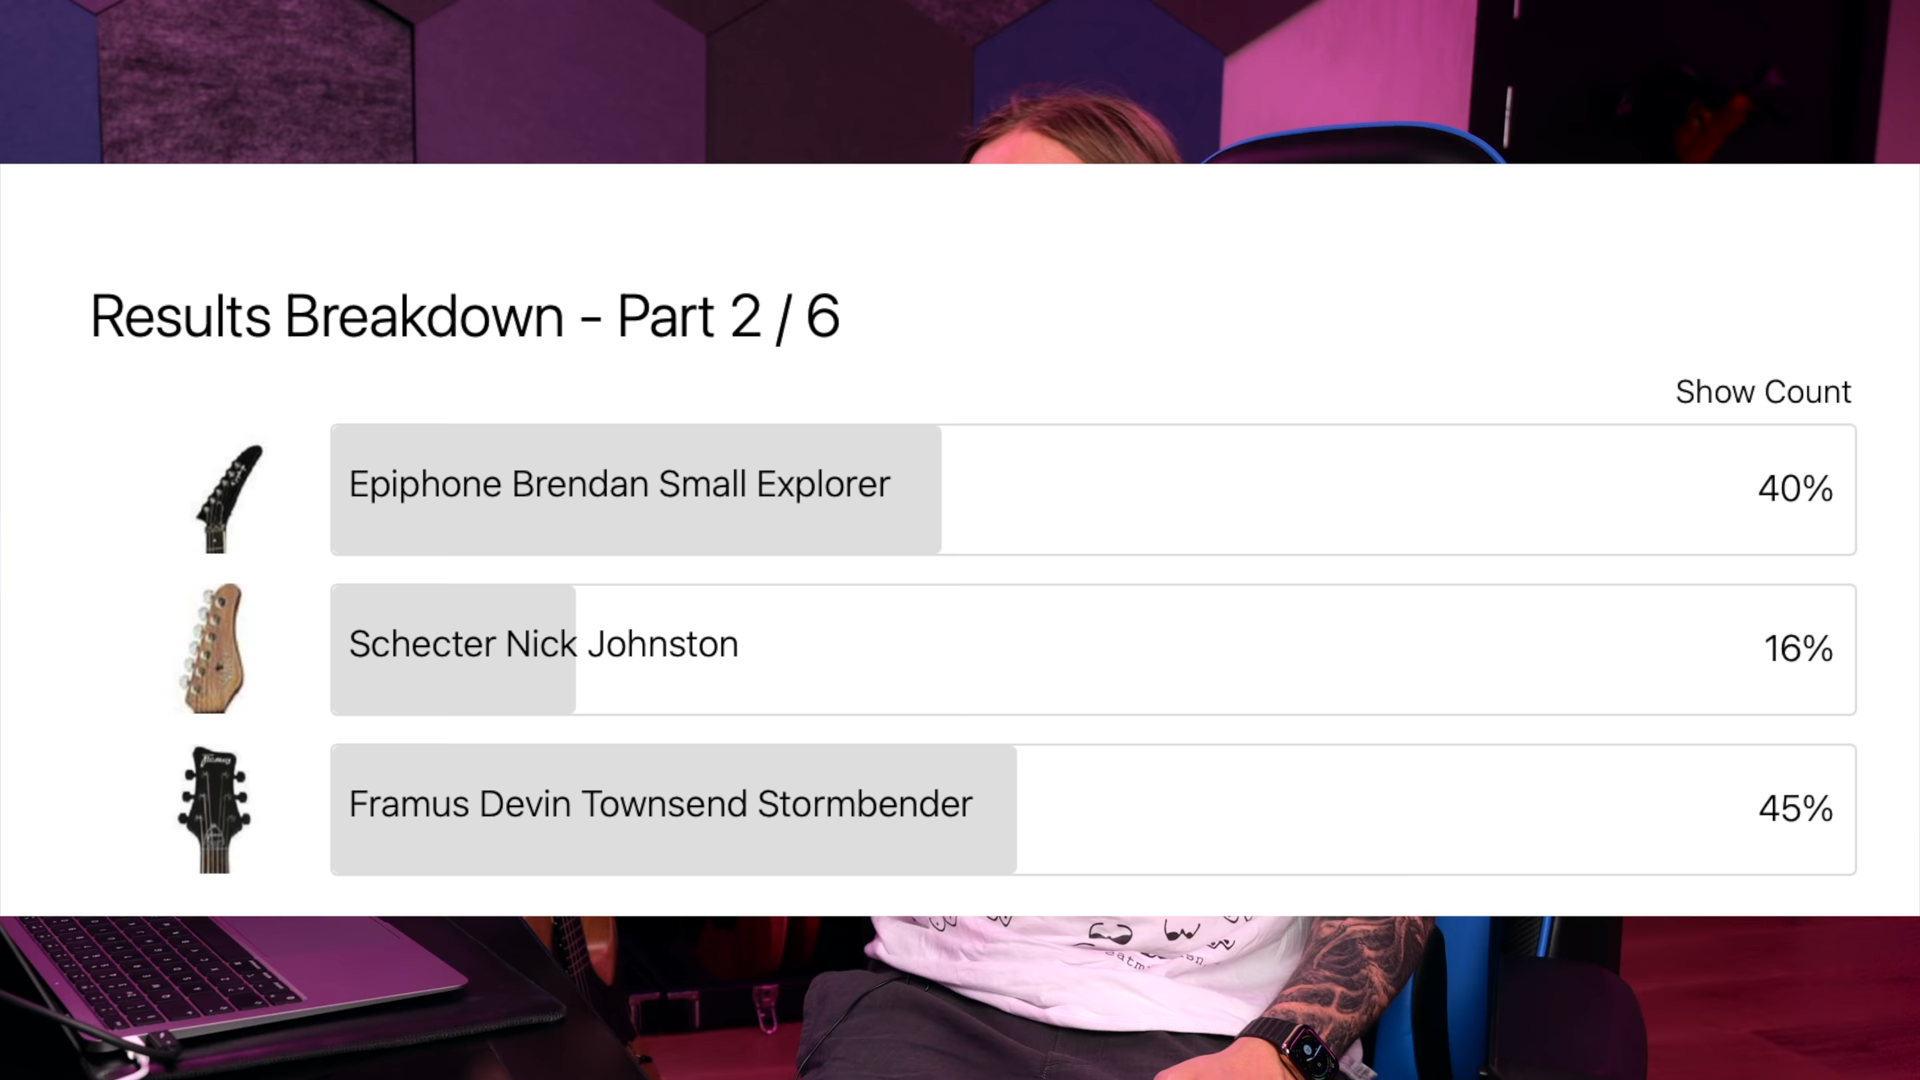 Results Breakdown - Part 2 / 6
Show Count
Epiphone Brendan Small Explorer
40%
Schecter Nick Johnston
16%
Framus Devin Townsend Stormbender
45%